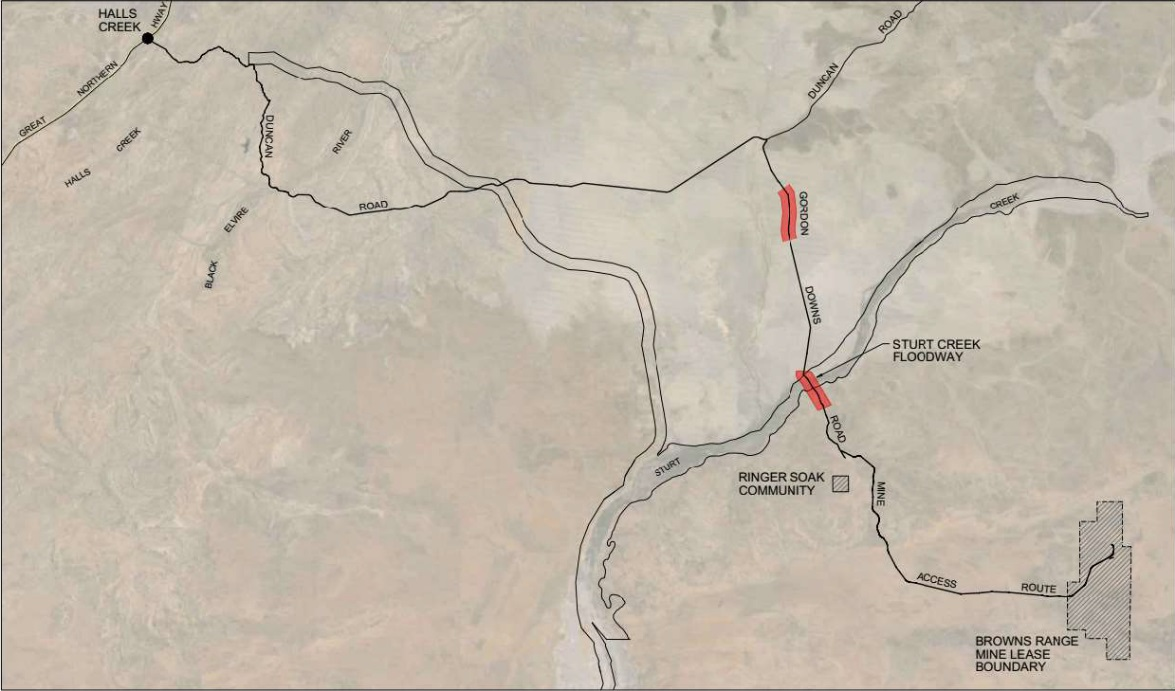 HALLS
CREEK
HWAY
NORTHERN
GREAT
HALLS
CREEK
DUNCAN
RIVER
ROAD
ELVIRE
BLACK
ROAD
DUNCAN
GORDON
DOWNS
CREEK
STURT CREEK
FLOODWAY
ROAD
STURT
RINGER SOAK
COMMUNITY
MINE
ACCESS
ROUTE
BROWNS RANGE
MINE LEASE
BOUNDARY